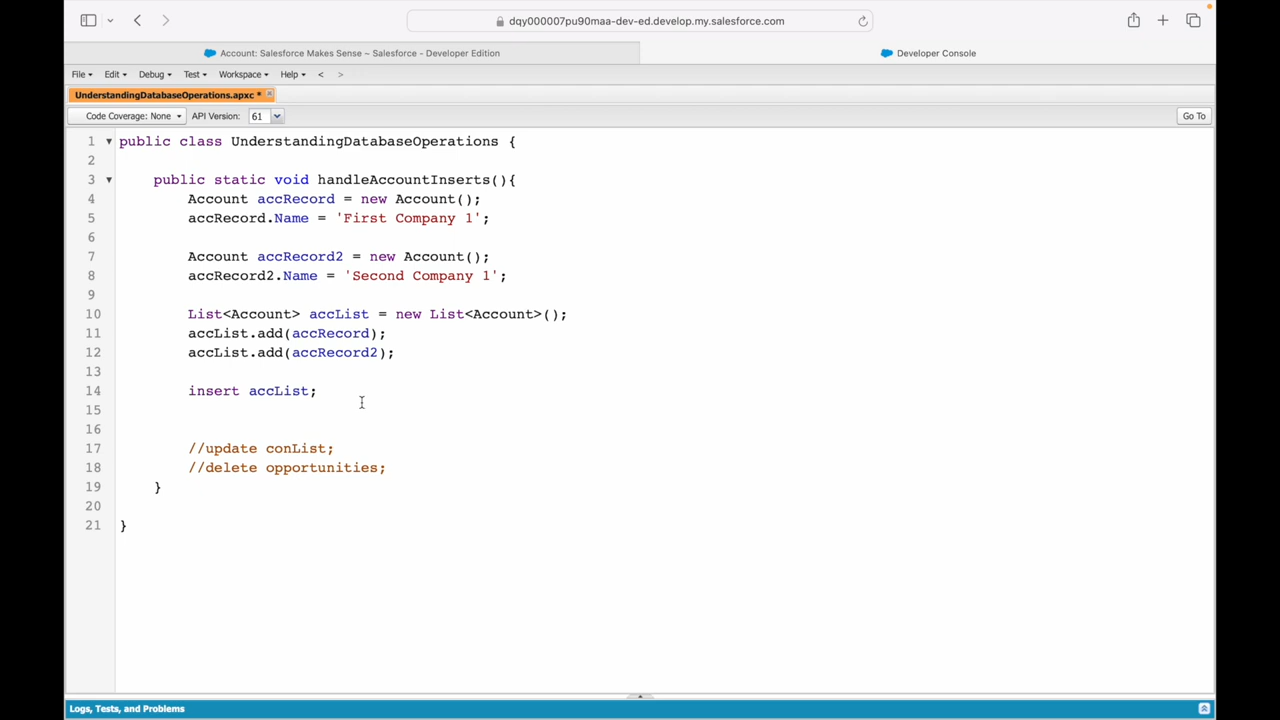 dqy000007pu90maa-dev-ed.develop.my.salesforce.com
Account: Salesforce Makes Sense ~ Salesforce - Developer Edition
Developer Console
File Edit Debug Test Workspace Help < >
UnderstandingDatabaseOperations.apxc *
Code Coverage: None API Version: 61 Go To
1 public class UnderstandingDatabaseOperations {
2
3 public static void handleAccountInserts(){
4 Account accRecord = new Account();
5 accRecord.Name = 'First Company 1';
6
7 Account accRecord2 = new Account();
8 accRecord2.Name = 'Second Company 1';
9
10 List<Account> accList = new List<Account>();
11 accList.add(accRecord);
12 accList.add(accRecord2);
13
14 insert accList;
15
16
17 //update conList;
18 //delete opportunities;
19 }
20
21 }
Logs, Tests, and Problems